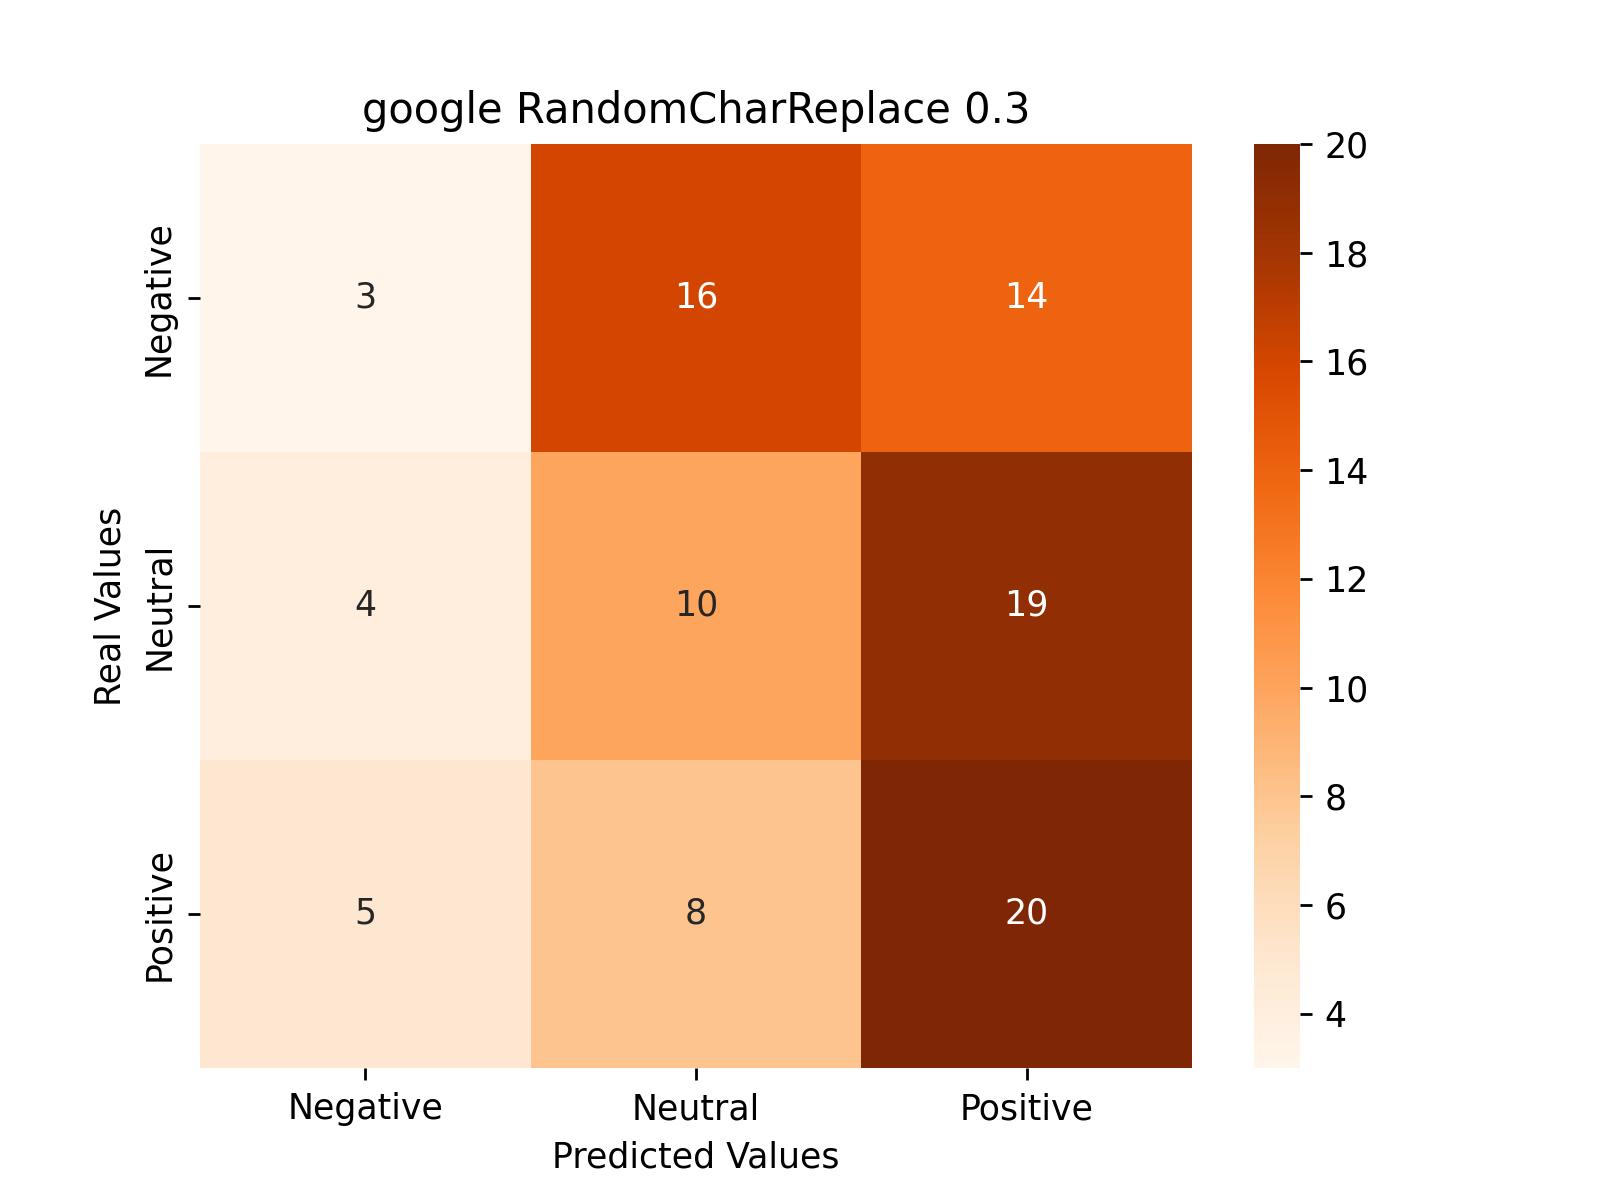 google RandomCharReplace 0.3
Real Values
Negative
3 16 14
Neutral
4 10 19
Positive
5 8 20
Negative Neutral Positive
Predicted Values
20
18
16
14
12
10
8
6
4